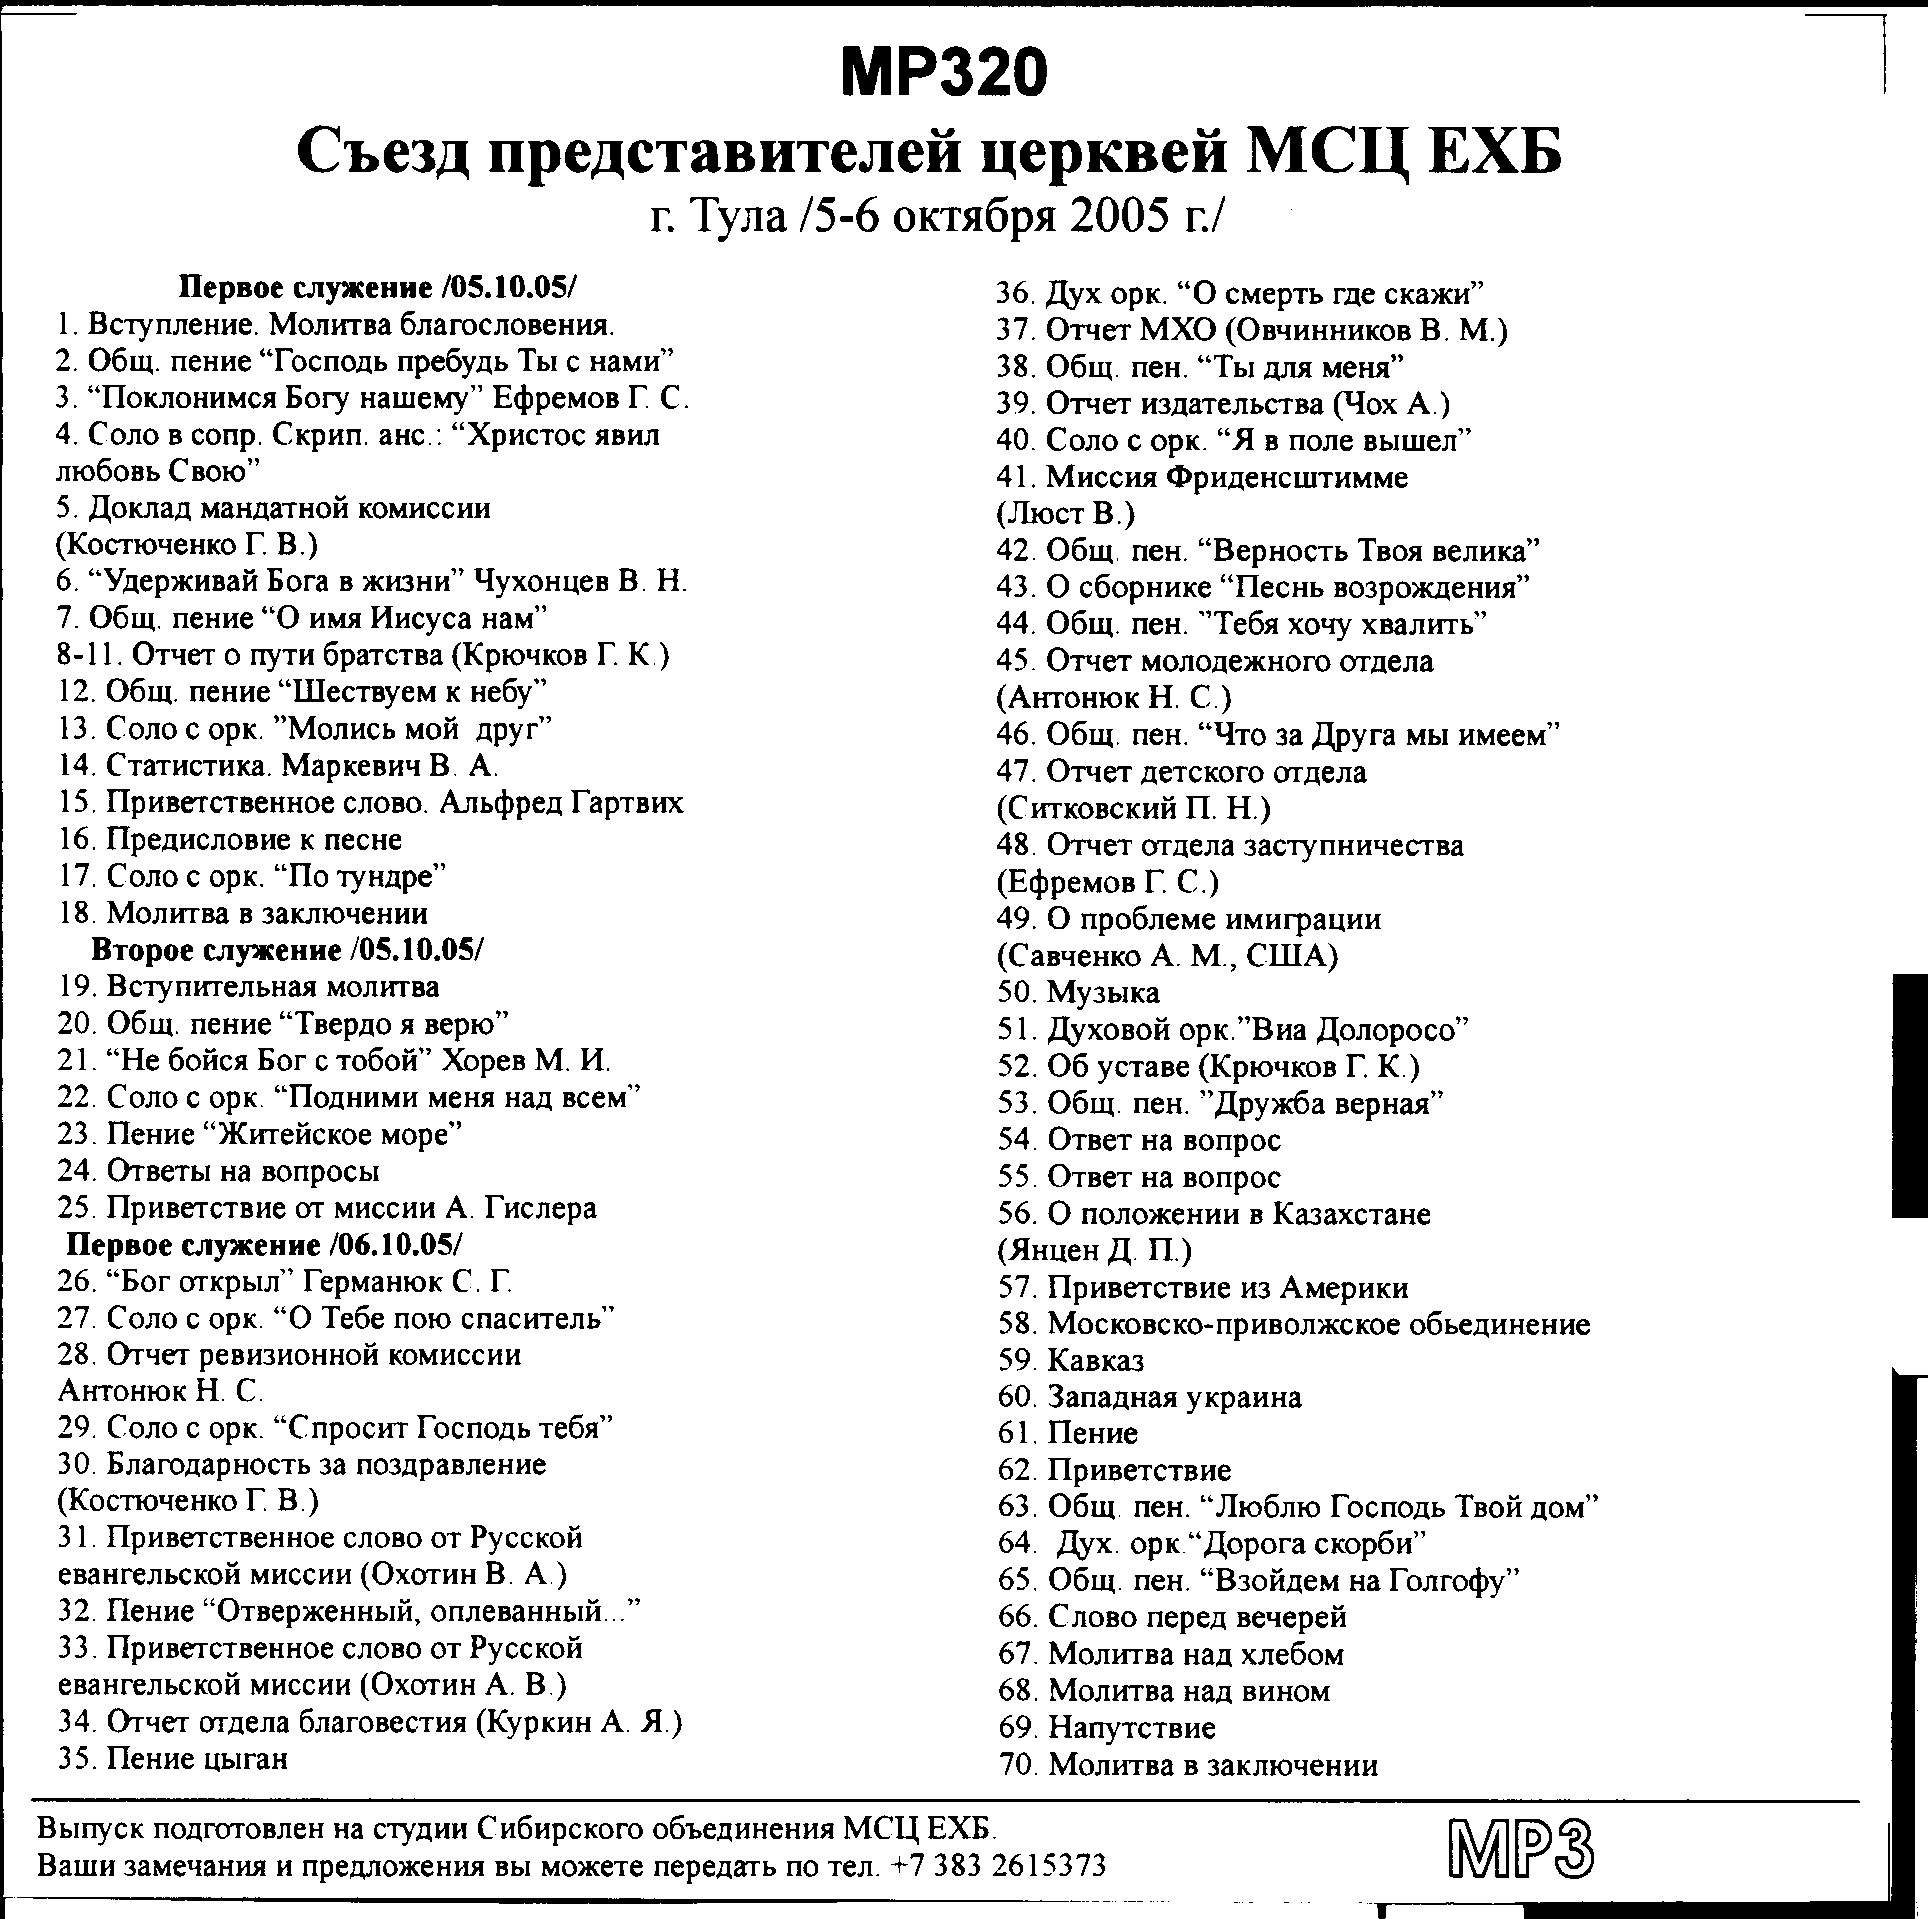 МР320
Съезд представителей церквей МСЦ ЕХБ
г. Тула /5-6 октября 2005 г./
Первое служение /05.10.05/
1. Вступление. Молитва благословения.
2. Общ. пение “Господь пребудь Ты с нами”
3. “Поклонимся Богу нашему” Ефремов Г. С.
4. Соло в сопр. Скрип. анс.: “Христос явил
любовь Свою”
5. Доклад мандатной комиссии
(Костюченко Г. В.)
6. “Удерживай Бога в жизни” Чухонцев В. Н.
7. Общ. пение “О имя Иисуса нам”
8-11. Отчет о пути братства (Крючков Г. К.)
12. Общ. пение “Шествуем к небу”
13. Соло с орк. ”Молись мой друг”
14. Статистика. Маркевич В. А.
15. Приветственное слово. Альфред Гартвих
16. Предисловие к песне
17. Соло с орк. “По тундре”
18. Молитва в заключении
Второе служение /05.10.05/
19. Вступительная молитва
20. Общ. пение “Твердо я верю”
21. “Не бойся Бог с тобой” Хорев М. И.
22. Соло с орк. “Подними меня над всем”
23. Пение “Житейское море”
24. Ответы на вопросы
25. Приветствие от миссии А. Гислера
Первое служение /06.10.05/
26. “Бог открыл” Германюк С. Г.
27. Соло с орк. “О Тебе пою спаситель”
28. Отчет ревизионной комиссии
Антонюк Н. С.
29. Соло с орк. “Спросит Господь тебя”
30. Благодарность за поздравление
(Костюченко Г. В.)
31. Приветственное слово от Русской
евангельской миссии (Охотин В. А.)
32. Пение “Отверженный, оплеванный...”
33. Приветственное слово от Русской
евангельской миссии (Охотин А. В.)
34. Отчет отдела благовестия (Куркин А. Я.)
35. Пение цыган
36. Дух орк. “О смерть где скажи”
37. Отчет МХО (Овчинников В. М.)
38. Общ. пен. “Ты для меня”
39. Отчет издательства (Чох А.)
40. Соло с орк. “Я в поле вышел”
41. Миссия Фриденсштимме
(Люст В.)
42. Общ. пен. “Верность Твоя велика”
43. О сборнике “Песнь возрождения”
44. Общ. пен. ”Тебя хочу хвалить”
45. Отчет молодежного отдела
(Антонюк Н. С.)
46. Общ. пен. “Что за Друга мы имеем”
47. Отчет детского отдела
(Ситковский П. Н.)
48. Отчет отдела заступничества
(Ефремов Г. С.)
49. О проблеме имиграции
(Савченко А. М., США)
50. Музыка
51. Духовой орк.”Виа Долоросо”
52. Об уставе (Крючков Г. К.)
53. Общ. пен. ”Дружба верная”
54. Ответ на вопрос
55. Ответ на вопрос
56. О положении в Казахстане
(Янцен Д. П.)
57. Приветствие из Америки
58. Московско-приволжское обьединение
59. Кавказ
60. Западная украина
61. Пение
62. Приветствие
63. Общ. пен. “Люблю Господь Твой дом”
64. Дух. орк.“Дорога скорби”
65. Общ. пен. “Взойдем на Голгофу”
66. Слово перед вечерей
67. Молитва над хлебом
68. Молитва над вином
69. Напутствие
70. Молитва в заключении
Выпуск подготовлен на студии Сибирского объединения МСЦ ЕХБ.
Ваши замечания и предложения вы можете передать по тел. +7 383 2615373
MP3